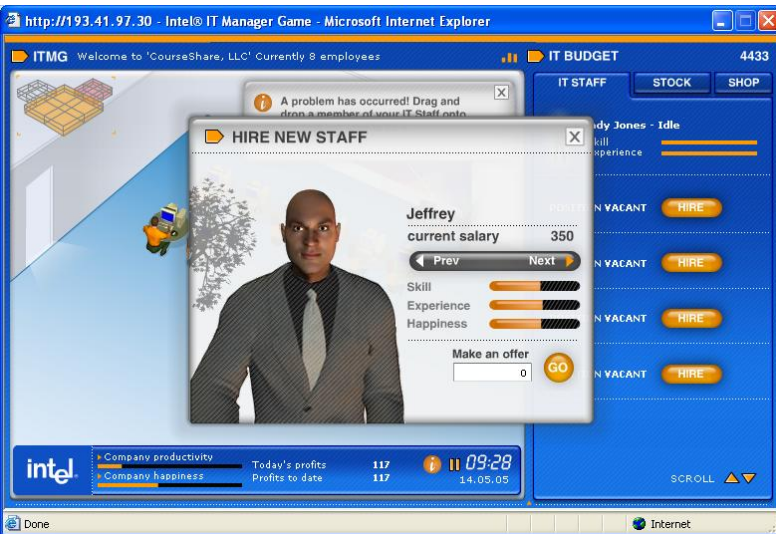 http://193.41.97.30 - Intel® IT Manager Game - Microsoft Internet Explorer
ITMG Welcome to 'CourseShare, LLC' Currently 8 employees
IT BUDGET 4433
IT STAFF STOCK SHOP
A problem has occurred! Drag and
drop a member of your IT Staff onto
HIRE NEW STAFF
Jeffrey
current salary 350
Prev Next
Skill
Experience
Happiness
Make an offer
0 GO
dy Jones - Idle
kill
xperience
N VACANT HIRE
N VACANT HIRE
N VACANT HIRE
N VACANT HIRE
SCROLL
intel
Company productivity
Company happiness
Today's profits 117
Profits to date 117
09:28
14.05.05
Done
Internet